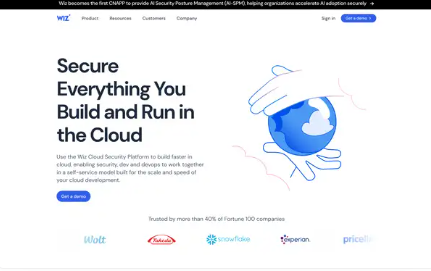 Wiz becomes the first CNAPP to provide AI Security Posture Management (AI-SPM), helping organizations accelerate AI adoption securely →
WIZ Product Resources Customers Company Sign in Get a demo
Secure
Everything You
Build and Run in
the Cloud
Use the Wiz Cloud Security Platform to build faster in
cloud, enabling security, dev and devops to work together
in a self-service model built for the scale and speed of
your cloud development.
Get a demo
Trusted by more than 40% of Fortune 100 companies
Wolt Takeda snowflake experian. priceli